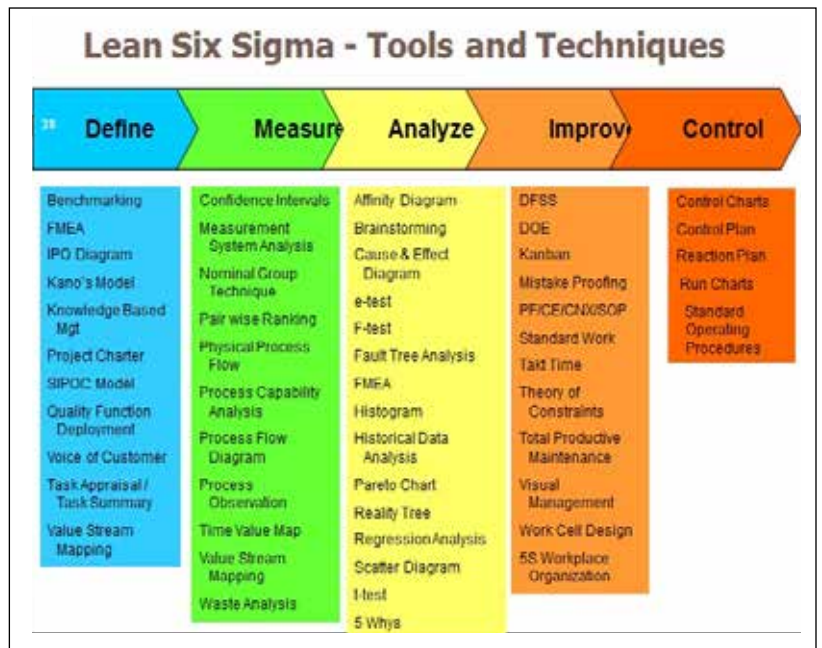 Lean Six Sigma - Tools and Techniques
Define
Measure
Analyze
Improve
Control
Benchmarking
FMEA
IPO Diagram
Kano's Model
Knowledge Based
Mgt
Project Charter
SIPOC Model
Quality Function
Deployment
Voice of Customer
Task Appraisal /
Task Summary
Value Stream
Mapping
Confidence Intervals
Measurement
System Analysis
Nominal Group
Technique
Pair wise Ranking
Physical Process
Flow
Process Capability
Analysis
Process Flow
Diagram
Process
Observation
Time Value Map
Value Stream
Mapping
Waste Analysis
Affinity Diagram
Brainstorming
Cause & Effect
Diagram
e-test
F-test
Fault Tree Analysis
FMEA
Histogram
Historical Data
Analysis
Pareto Chart
Reality Tree
Regression Analysis
Scatter Diagram
t-test
5 Whys
DFSS
DOE
Kanban
Mistake Proofing
PF/CE/CNX/SOP
Standard Work
Takt Time
Theory of
Constraints
Total Productive
Maintenance
Visual
Management
Work Cell Design
5S Workplace
Organization
Control Charts
Control Plan
Reaction Plan
Run Charts
Standard
Operating
Procedures